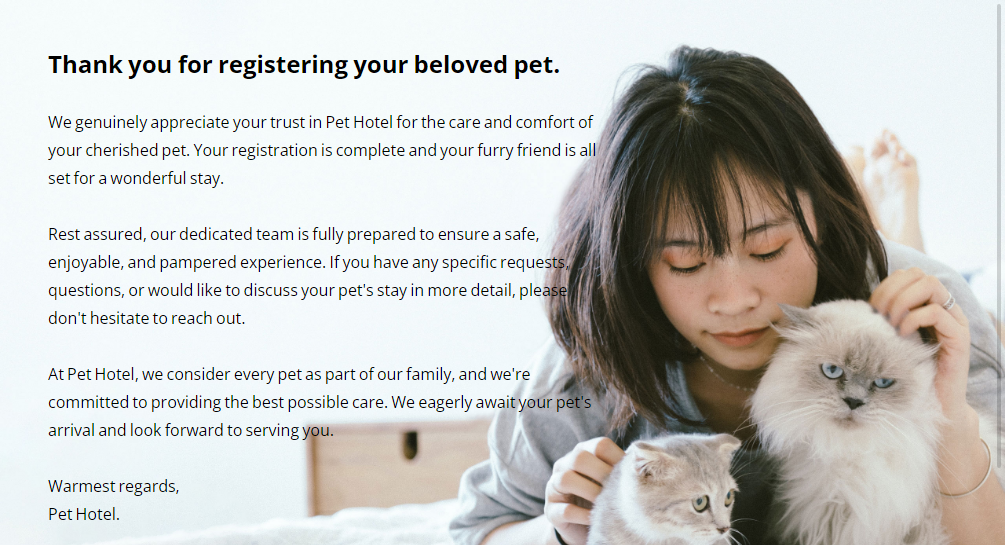 Thank you for registering your beloved pet.
We genuinely appreciate your trust in Pet Hotel for the care and comfort of
your cherished pet. Your registration is complete and your furry friend is all
set for a wonderful stay.
Rest assured, our dedicated team is fully prepared to ensure a safe,
enjoyable, and pampered experience. If you have any specific requests,
questions, or would like to discuss your pet's stay in more detail, please
don't hesitate to reach out.
At Pet Hotel, we consider every pet as part of our family, and we're
committed to providing the best possible care. We eagerly await your pet's
arrival and look forward to serving you.
Warmest regards,
Pet Hotel.